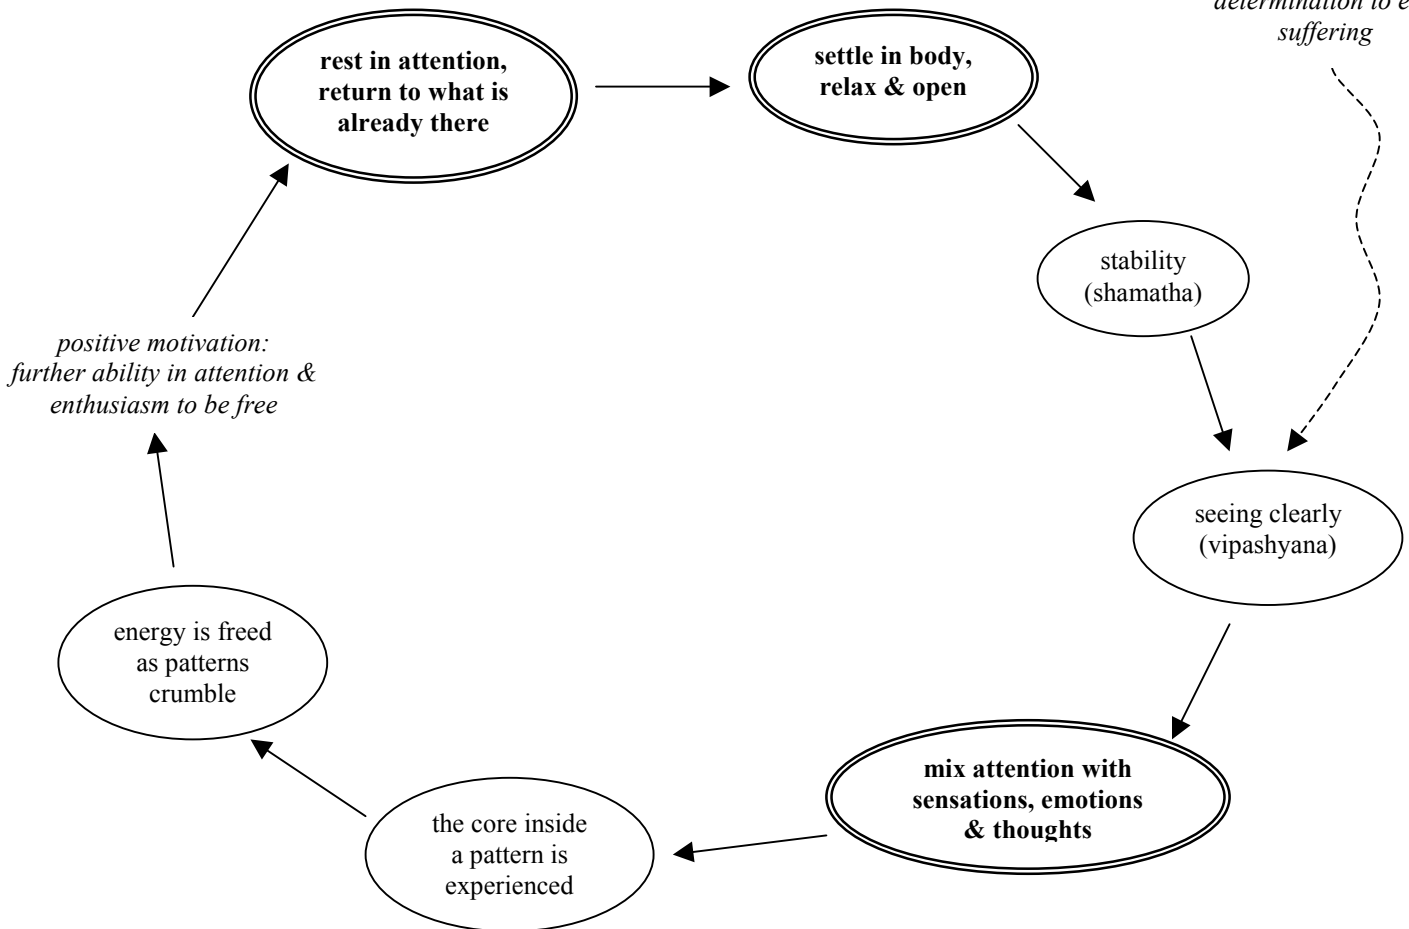 determination to e
suffering
rest in attention,
return to what is
already there
settle in body,
relax & open
stability
(shamatha)
seeing clearly
(vipashyana)
mix attention with
sensations, emotions
& thoughts
the core inside
a pattern is
experienced
energy is freed
as patterns
crumble
positive motivation:
further ability in attention &
enthusiasm to be free